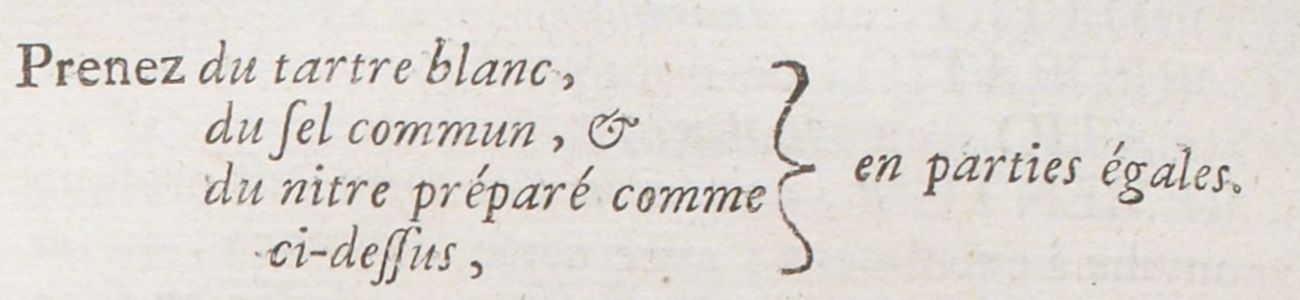 Prenez du tartre blanc,
du ſel commun, &
du nitre préparé comme
ci-deſſus,
en parties égales.